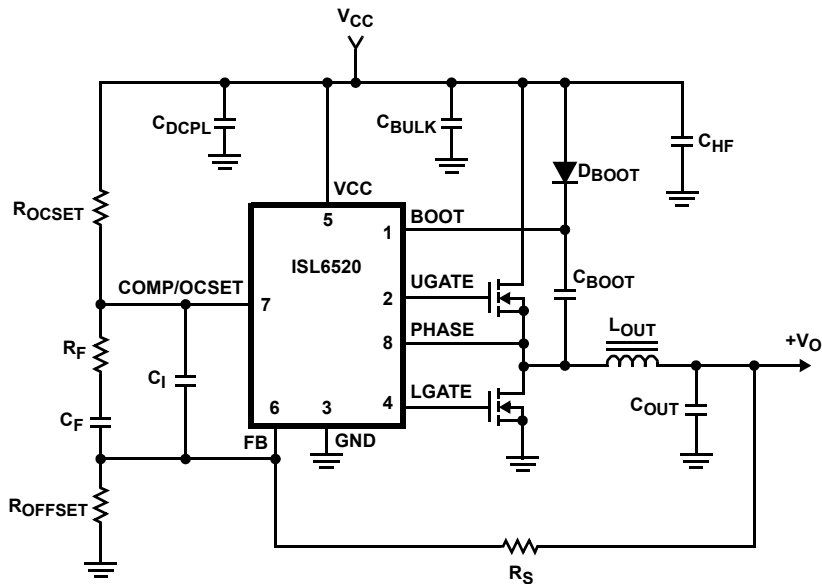 VCC
CDCPL
CBULK
CHF
DBOOT
ROCSET
VCC
5
BOOT
1
ISL6520
COMP/OCSET
7
UGATE
2
CBOOT
PHASE
8
LOUT
+VO
RF
CI
LGATE
4
COUT
6
3
CF
FB
GND
ROFFSET
RS